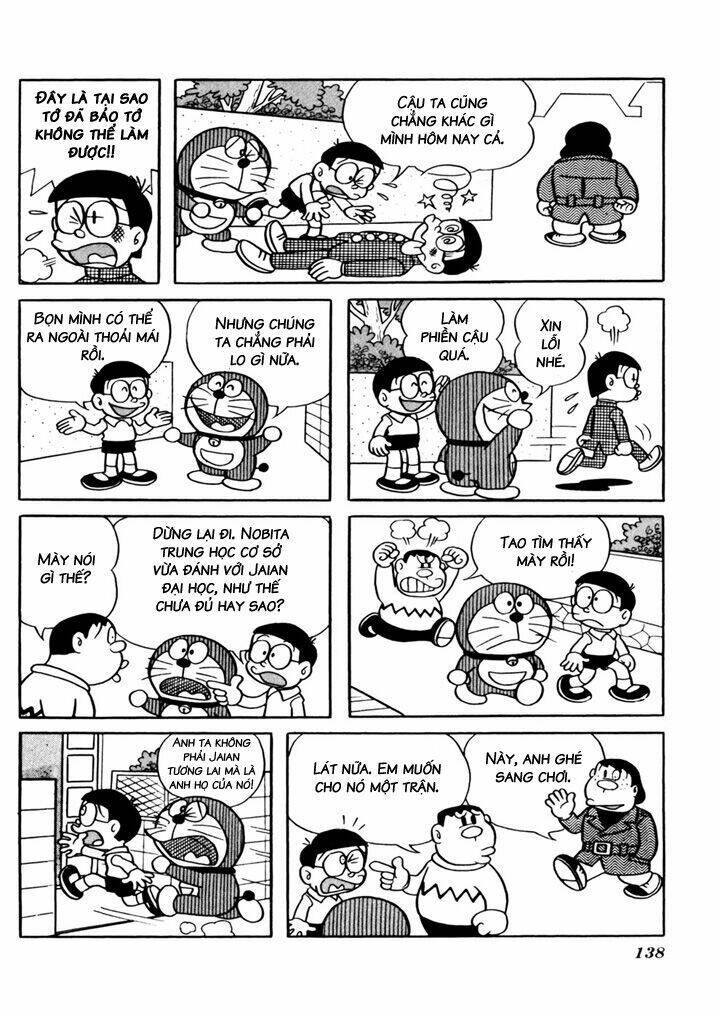 CẬU TA CŨNG
CHẲNG KHÁC GÌ
MÌNH HÔM NAY CẢ.
ĐÂY LÀ TẠI SAO
TỚ ĐÃ BẢO TỚ
KHÔNG THỂ LÀM
ĐƯỢC!!
XIN
LỖI
NHÉ.
LÀM
PHIỀN CẬU
QUÁ.
NHƯNG CHÚNG
TA CHẲNG PHẢI
LO GÌ NỮA.
BỌN MÌNH CÓ THỂ
RA NGOÀI THOẢI MÁI
RỒI.
TAO TÌM THẤY
MÀY RỒI!
DỪNG LẠI ĐI. NOBITA
TRUNG HỌC CƠ SỞ
VỪA ĐÁNH VỚI JAIAN
ĐẠI HỌC, NHƯ THẾ
CHƯA ĐỦ HAY SAO?
MÀY NÓI
GÌ THẾ?
NÀY, ANH GHÉ
SANG CHƠI.
LÁT NỮA. EM MUỐN
CHO NÓ MỘT TRẬN.
ANH TA KHÔNG
PHẢI JAIAN
TƯƠNG LAI MÀ LÀ
ANH HỌ CỦA NÓ!
138